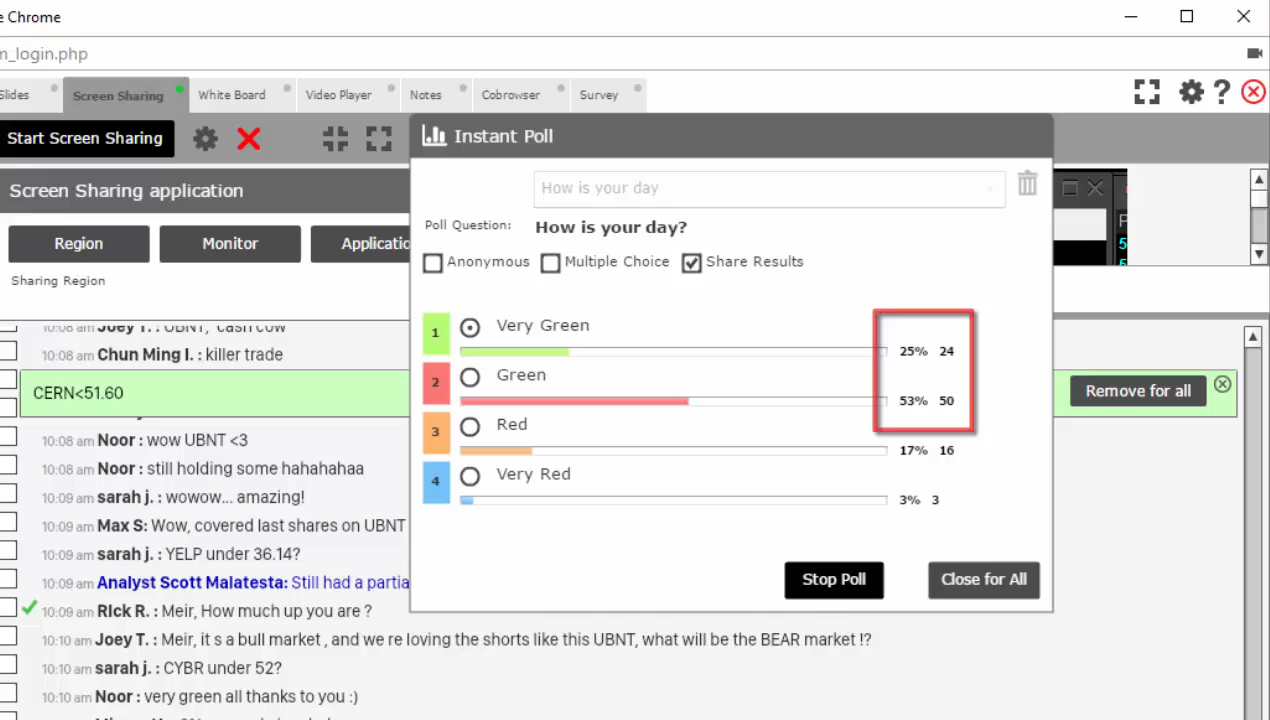 e Chrome
m_login.php
Slides
Screen Sharing
White Board
Video Player
Notes
Cobrowser
Survey
?
Start Screen Sharing
Instant Poll
Screen Sharing application
How is your day
Poll Question: How is your day?
Region
Monitor
Applicatio
Anonymous
Multiple Choice
Share Results
Sharing Region
1 Very Green
25% 24
2 Green
53% 50
3 Red
17% 16
4 Very Red
3% 3
Stop Poll
Close for All
10:08 am Joey T. : UBNT, cash cow
10:08 am Chun Ming I. : killer trade
CERN<51.60
Remove for all
10:08 am Noor : wow UBNT <3
10:08 am Noor : still holding some hahahahaa
10:09 am sarah j. : wowow... amazing!
10:09 am Max S: Wow, covered last shares on UBNT
10:09 am sarah j. : YELP under 36.14?
10:09 am Analyst Scott Malatesta: Still had a partia
10:09 am RIck R. : Meir, How much up you are ?
10:10 am Joey T. : Meir, it s a bull market , and we re loving the shorts like this UBNT, what will be the BEAR market !?
10:10 am sarah j. : CYBR under 52?
10:10 am Noor : very green all thanks to you :)